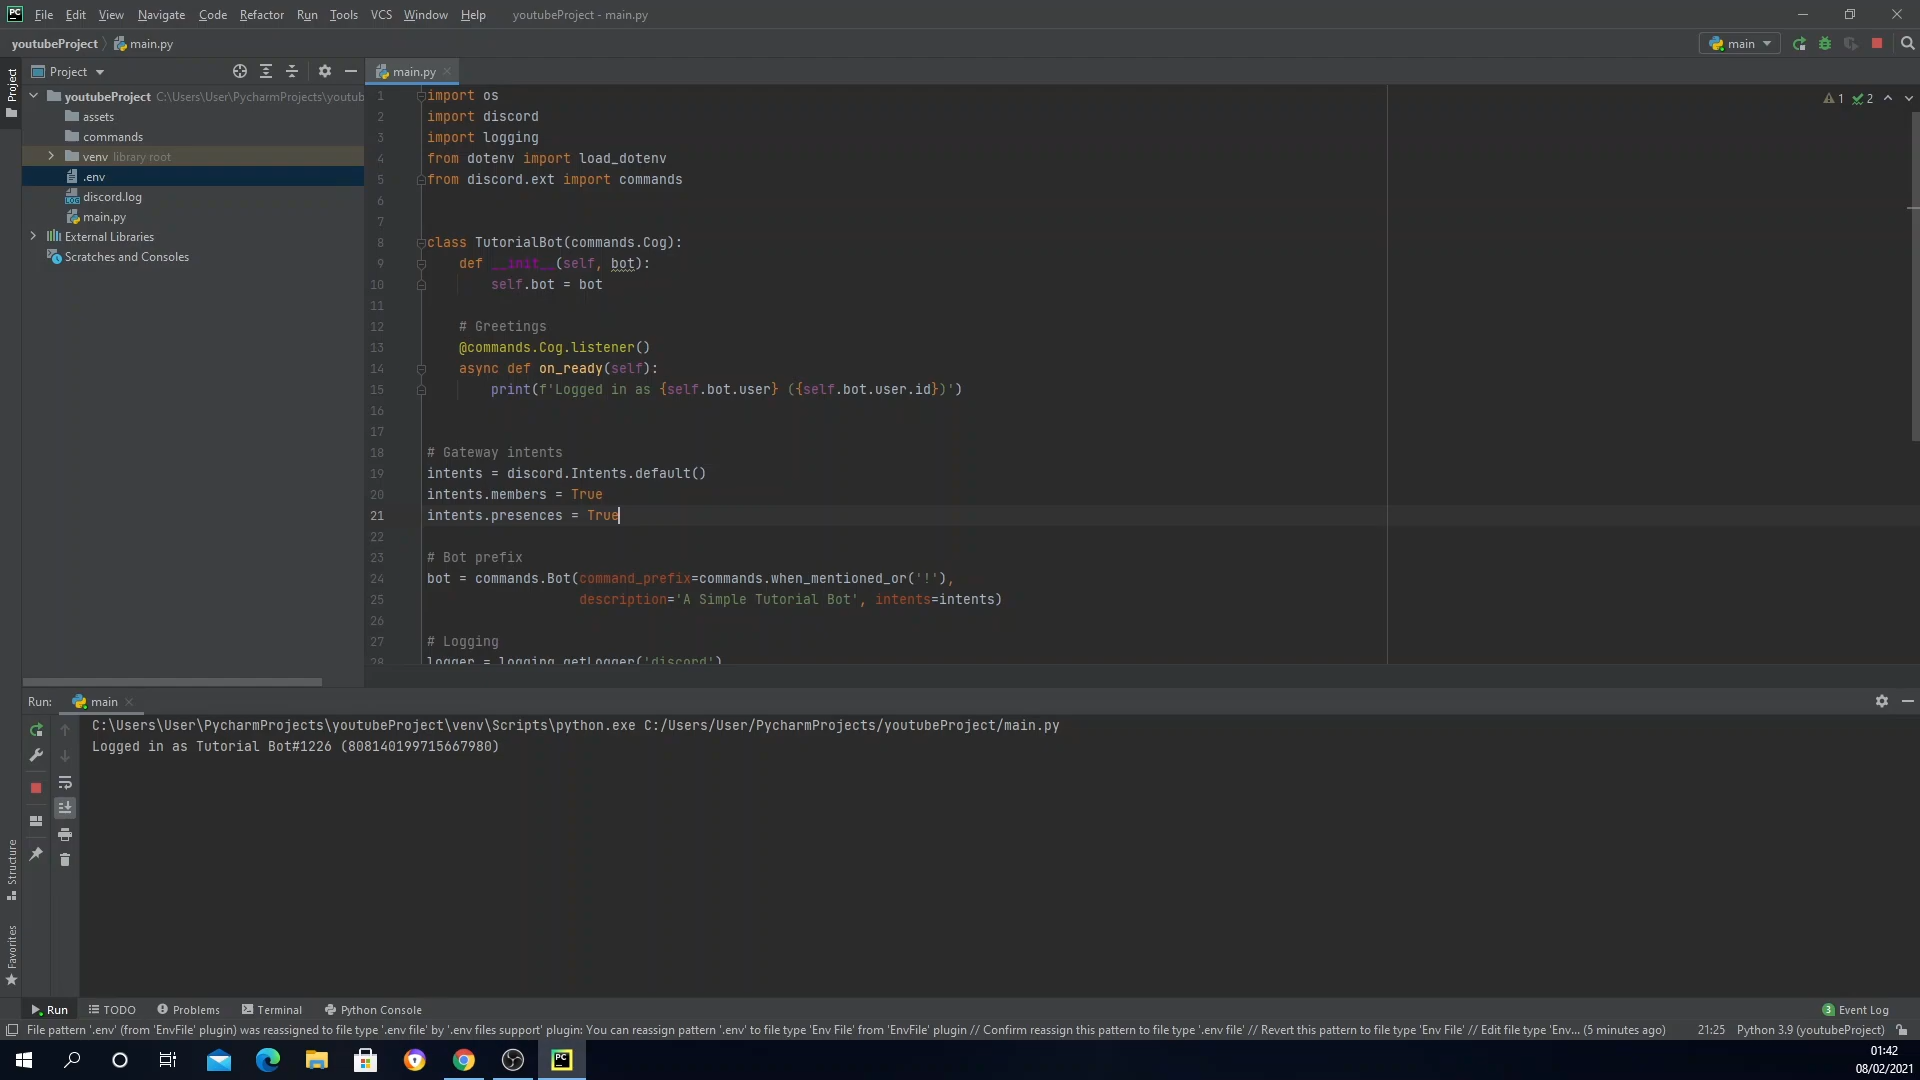 PC File Edit View Navigate Code Refactor Run Tools VCS Window Help youtubeProject - main.py
youtubeProject main.py main
Project
Project main.py
youtubeProject C:\Users\User\PycharmProjects\youtub
assets
commands
venv library root
.env
discord.log
main.py
External Libraries
Scratches and Consoles
1 2
1 import os
2 import discord
3 import logging
4 from dotenv import load_dotenv
5 from discord.ext import commands
6
7
8 class TutorialBot(commands.Cog):
9 def __init__(self, bot):
10 self.bot = bot
11
12 # Greetings
13 @commands.Cog.listener()
14 async def on_ready(self):
15 print(f'Logged in as {self.bot.user} ({self.bot.user.id})')
16
17
18 # Gateway intents
19 intents = discord.Intents.default()
20 intents.members = True
21 intents.presences = True
22
23 # Bot prefix
24 bot = commands.Bot(command_prefix=commands.when_mentioned_or('!'),
25 description='A Simple Tutorial Bot', intents=intents)
26
27 # Logging
28 logger = logging.getLogger('discord')
Run: main
C:\Users\User\PycharmProjects\youtubeProject\venv\Scripts\python.exe C:/Users/User/PycharmProjects/youtubeProject/main.py
Logged in as Tutorial Bot#1226 (808140199715667980)
Structure
Favorites
Run TODO Problems Terminal Python Console 3 Event Log
File pattern '.env' (from 'EnvFile' plugin) was reassigned to file type '.env file' by '.env files support' plugin: You can reassign pattern '.env' to file type 'Env File' from 'EnvFile' plugin // Confirm reassign this pattern to file type '.env file' // Revert this pattern to file type 'Env File' // Edit file type 'Env... (5 minutes ago) 21:25 Python 3.9 (youtubeProject)
PC
01:42
08/02/2021